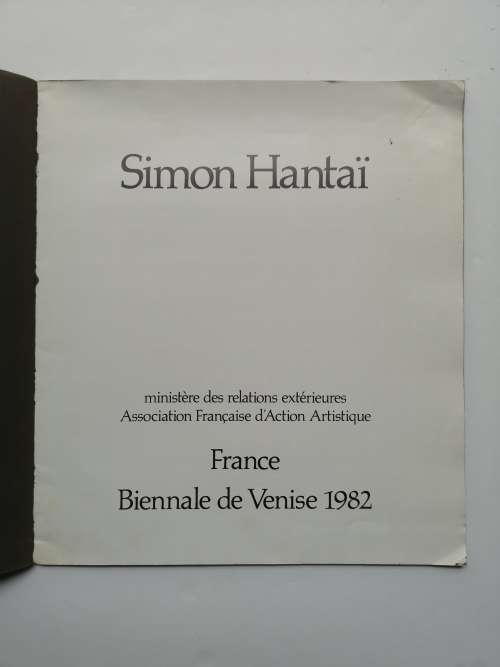 Simon Hantaï
ministère des relations extérieures
Association Française d'Action Artistique
France
Biennale de Venise 1982